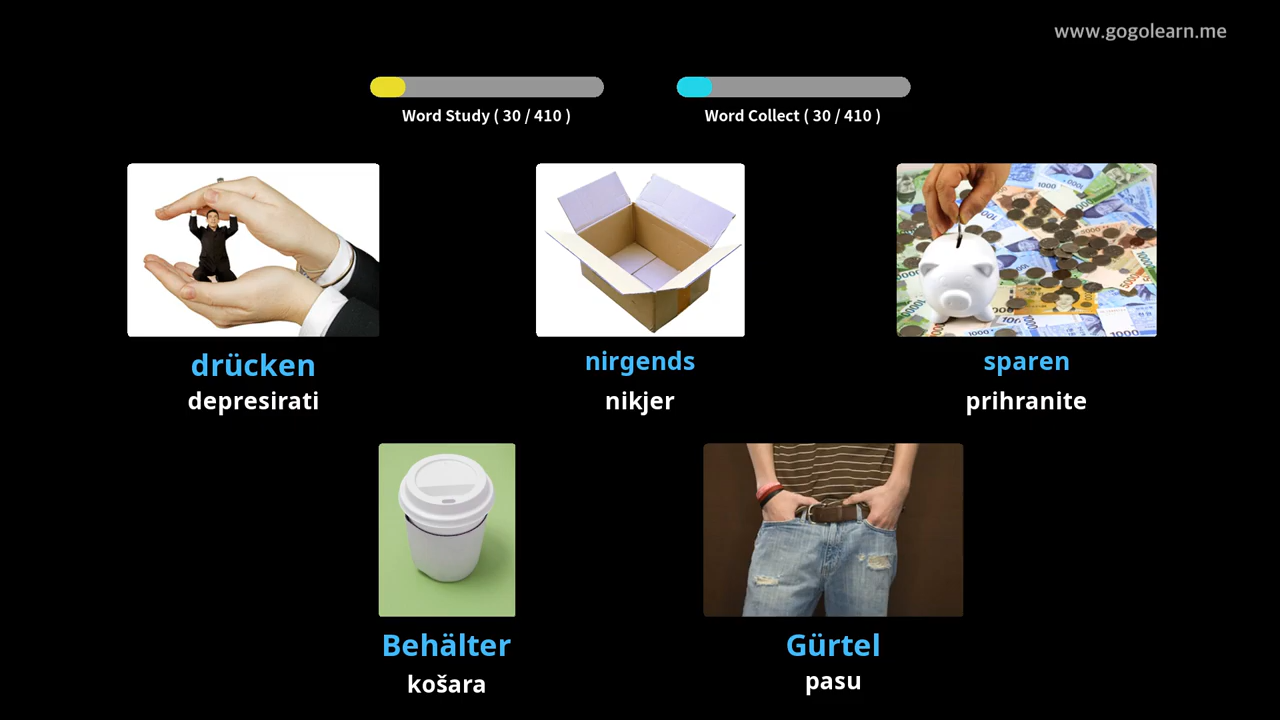 www.gogolearn.me
Word Study ( 30 / 410 )
Word Collect ( 30 / 410 )
drücken
depresirati
nirgends
nikjer
sparen
prihranite
Behälter
košara
Gürtel
pasu